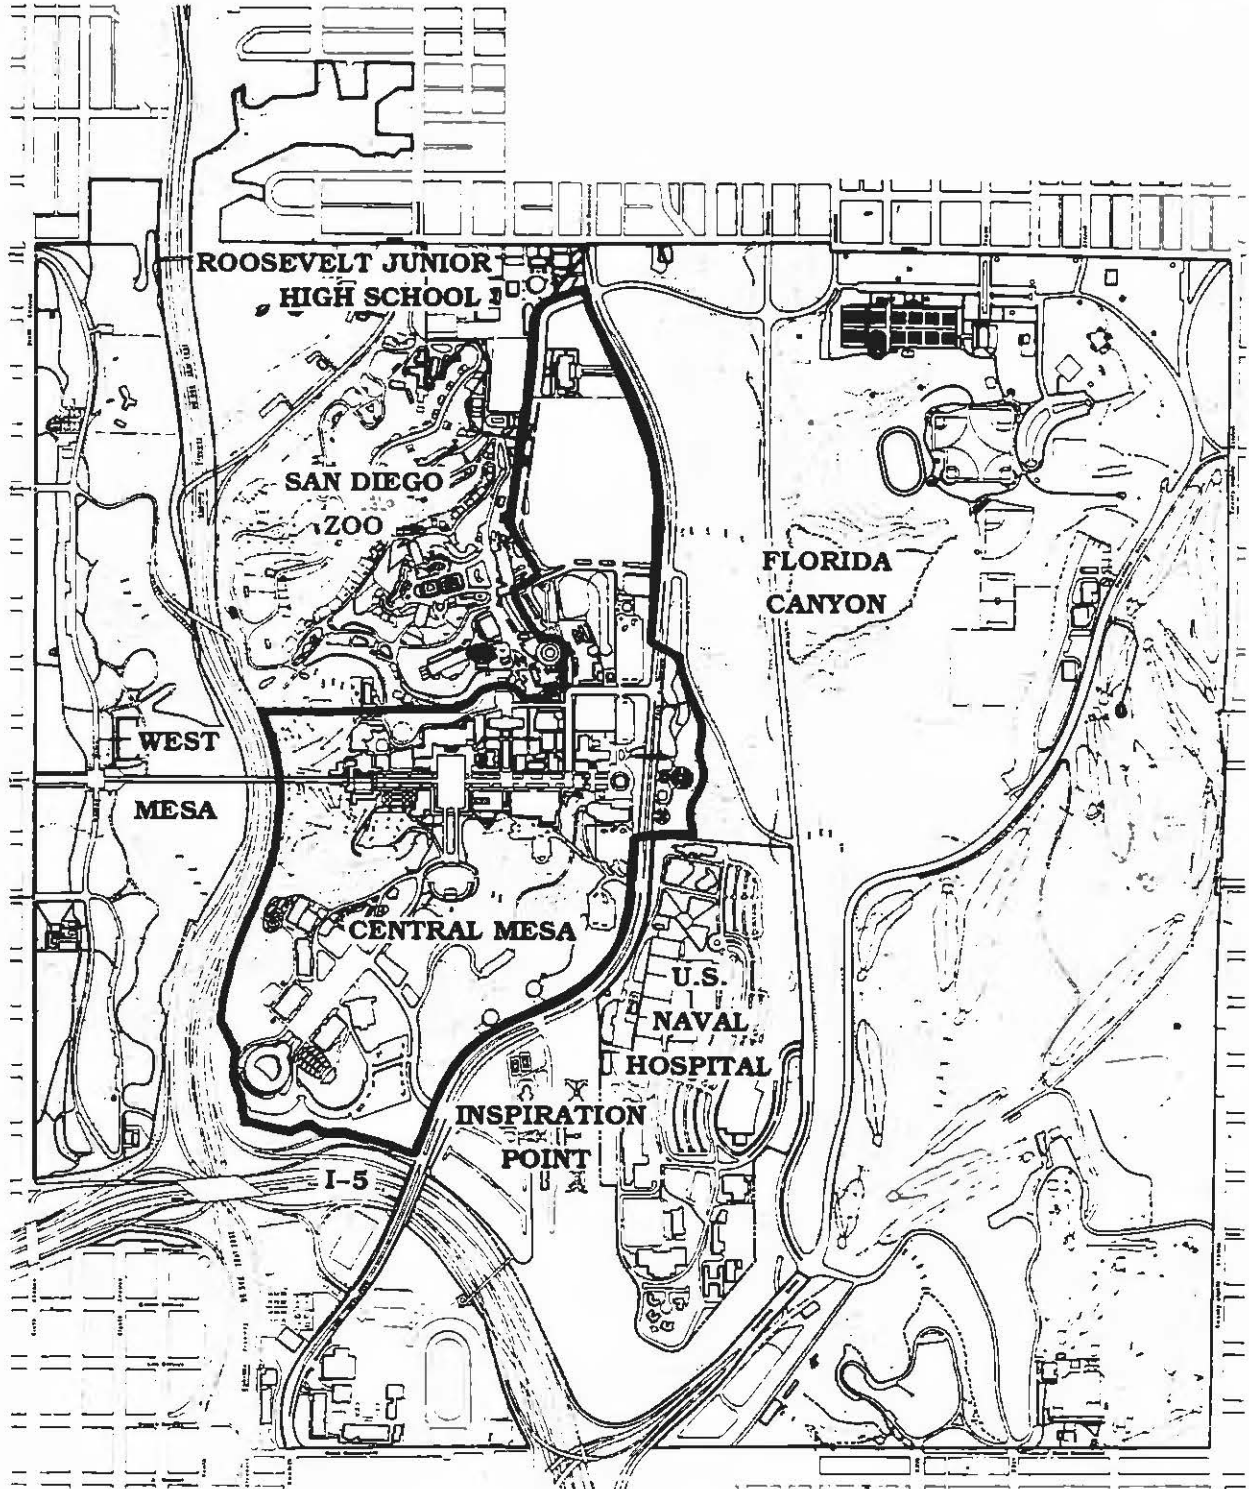 ROOSEVELT JUNIOR
HIGH SCHOOL
SAN DIEGO
ZOO
FLORIDA
CANYON
WEST
MESA
CENTRAL MESA
U.S.
NAVAL
HOSPITAL
INSPIRATION
POINT
I-5